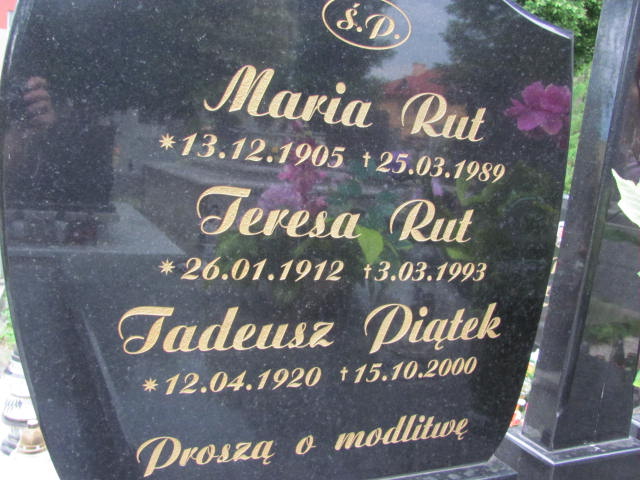 Ś.P.
Maria Rut
*13.12.1905 †25.03.1989
Teresa Rut
*26.01.1912 †3.03.1993
Tadeusz Piątek
*12.04.1920 †15.10.2000
Proszą o modlitwę